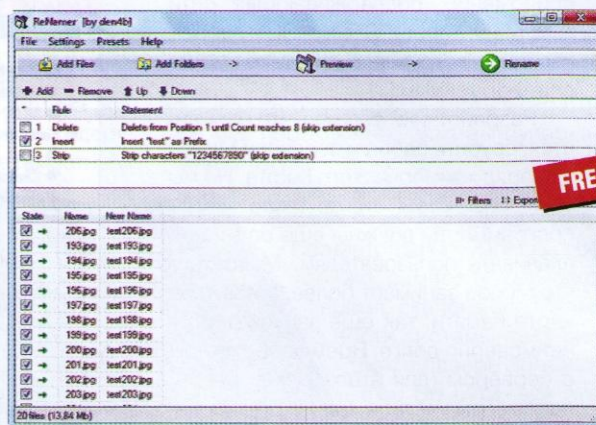 ReNamer [by den4b]
File Settings Presets Help
Add Files Add Folders -> Preview -> Rename
Add Remove Up Down
Rule Statement
1 Delete Delete from Position 1 until Count reaches 8 (skip extension)
2 Insert Insert "test" as Prefix
3 Strip Strip characters "1234567890" (skip extension)
FRE
Filters Expor
State Name New Name
206.jpg test206.jpg
193.jpg test193.jpg
194.jpg test194.jpg
195.jpg test195.jpg
196.jpg test196.jpg
197.jpg test197.jpg
198.jpg test198.jpg
199.jpg test199.jpg
200.jpg test200.jpg
201.jpg test201.jpg
202.jpg test202.jpg
203.jpg test203.jpg
20 files (13,84 Mb)